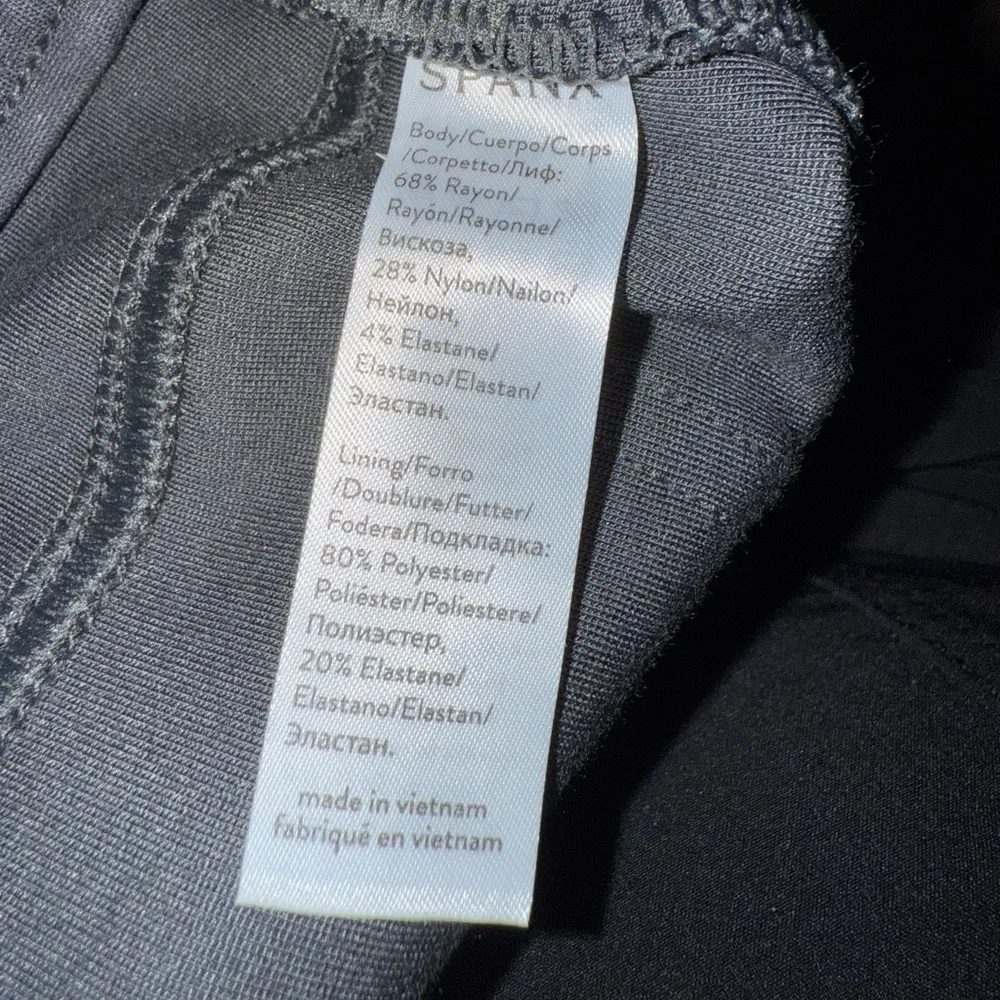 SPANX
Body/Cuerpo/Corps
/Corpetto/Лиф:
68% Rayon/
Rayón/Rayonne/
Вискоза,
28% Nylon/Nailon/
Нейлон,
4% Elastane/
Elastano/Elastan/
Эластан.
Lining/Forro
/Doublure/Futter/
Fodera/Подкладка:
80% Polyester/
Poliéster/Poliestere/
Полиэстер,
20% Elastane/
Elastano/Elastan/
Эластан.
made in vietnam
fabriqué en vietnam